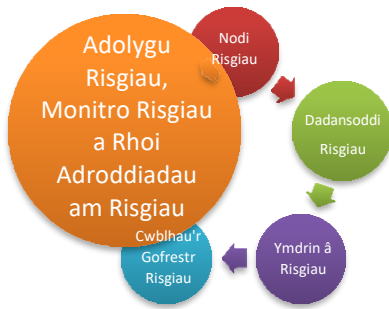 Adolygu
Risgiau,
Monitro Risgiau
a Rhoi
Adroddiadau
am Risgiau
Nodi
Risgiau
Dadansoddi
Risgiau
Ymdrin â
Risgiau
Cwblhau'r
Gofrestr
Risgiau